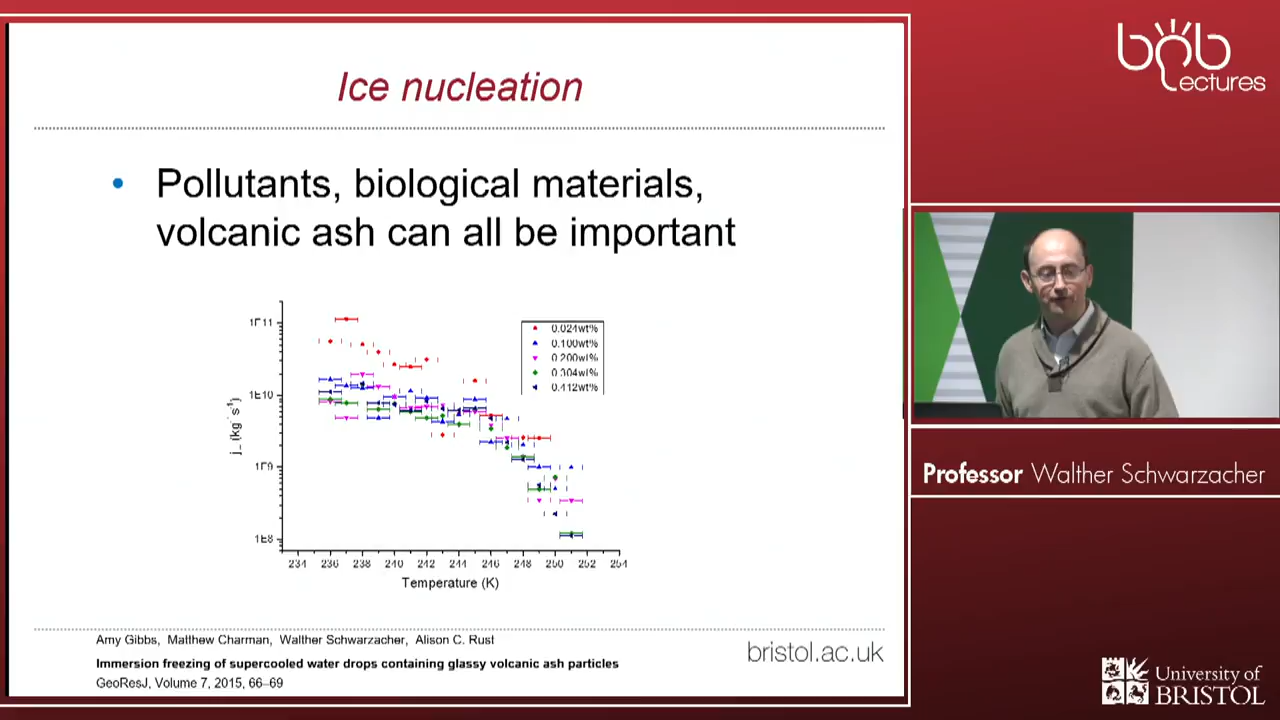 Ice nucleation
• Pollutants, biological materials,
volcanic ash can all be important
1E11
1E10
1E9
1E8
0.024wt%
0.100wt%
0.200wt%
0.304wt%
0.412wt%
234 236 238 240 242 244 246 248 250 252 254
Temperature (K)
Amy Gibbs, Matthew Charman, Walther Schwarzacher, Alison C. Rust
Immersion freezing of supercooled water drops containing glassy volcanic ash particles
GeoResJ, Volume 7, 2015, 66–69
bristol.ac.uk
bob
Lectures
Professor Walther Schwarzacher
University of
BRISTOL